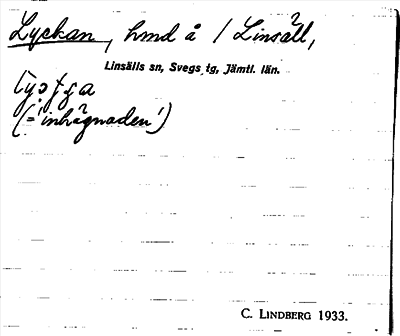 Lyckan, hmd å / Linsäll,
Linsälls sn, Svegs tg, Jämtl. län.
(= 'inhägnaden')
C. LINDBERG 1933.